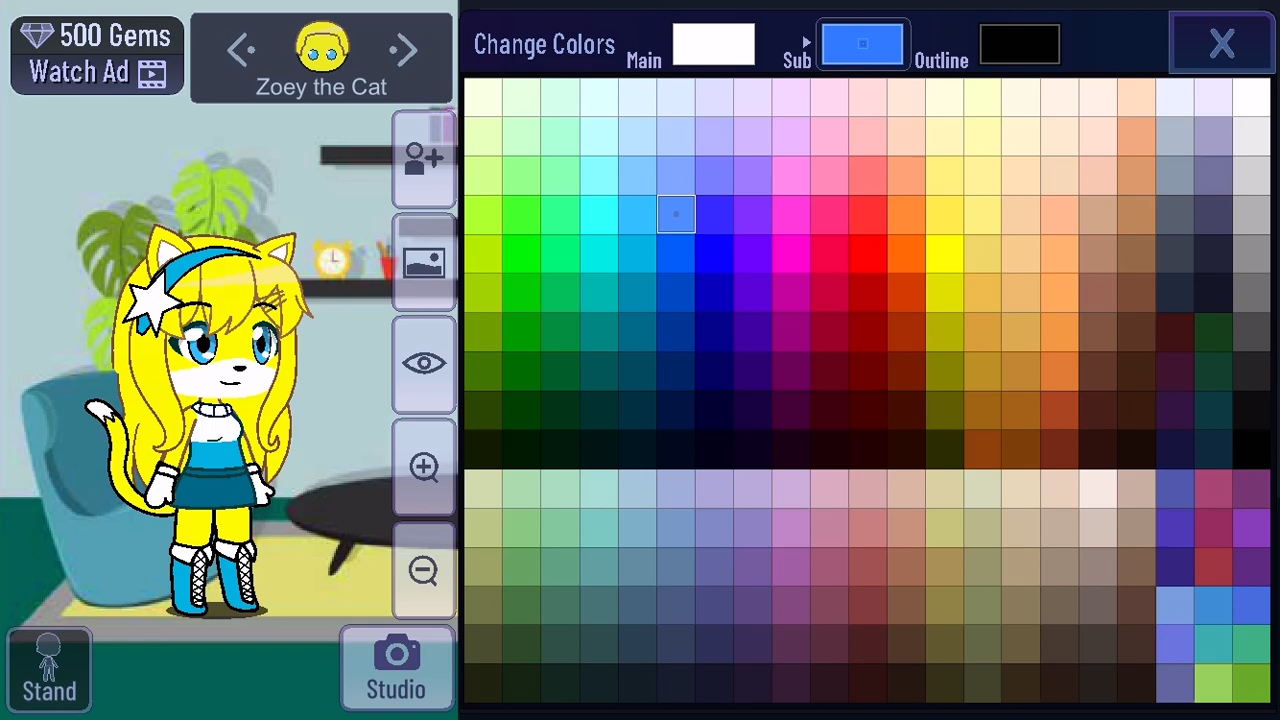 500 Gems
Watch Ad
Zoey the Cat
Change Colors
Main
Sub
Outline
X
Stand
Studio